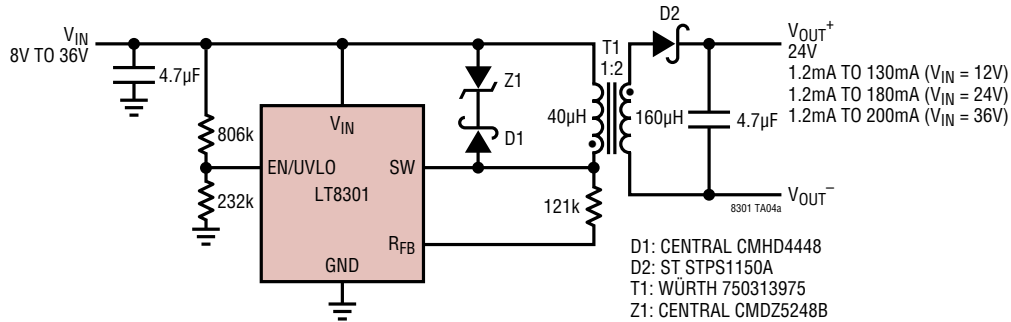 VIN
8V TO 36V
4.7µF
806k
232k
VIN
EN/UVLO
LT8301
SW
RFB
GND
Z1
D1
T1
1:2
40µH
160µH
121k
D2
4.7µF
VOUT+
24V
1.2mA TO 130mA (VIN = 12V)
1.2mA TO 180mA (VIN = 24V)
1.2mA TO 200mA (VIN = 36V)
VOUT–
8301 TA04a
D1: CENTRAL CMHD4448
D2: ST STPS1150A
T1: WÜRTH 750313975
Z1: CENTRAL CMDZ5248B